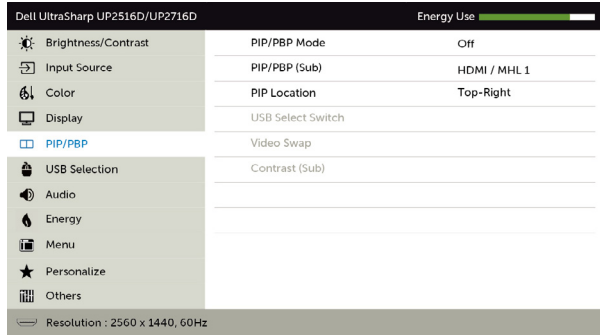 Dell UltraSharp UP2516D/UP2716D Energy Use
Brightness/Contrast PIP/PBP Mode Off
Input Source PIP/PBP (Sub) HDMI / MHL 1
Color PIP Location Top-Right
Display USB Select Switch
PIP/PBP Video Swap
USB Selection Contrast (Sub)
Audio
Energy
Menu
Personalize
Others
Resolution : 2560 x 1440, 60Hz